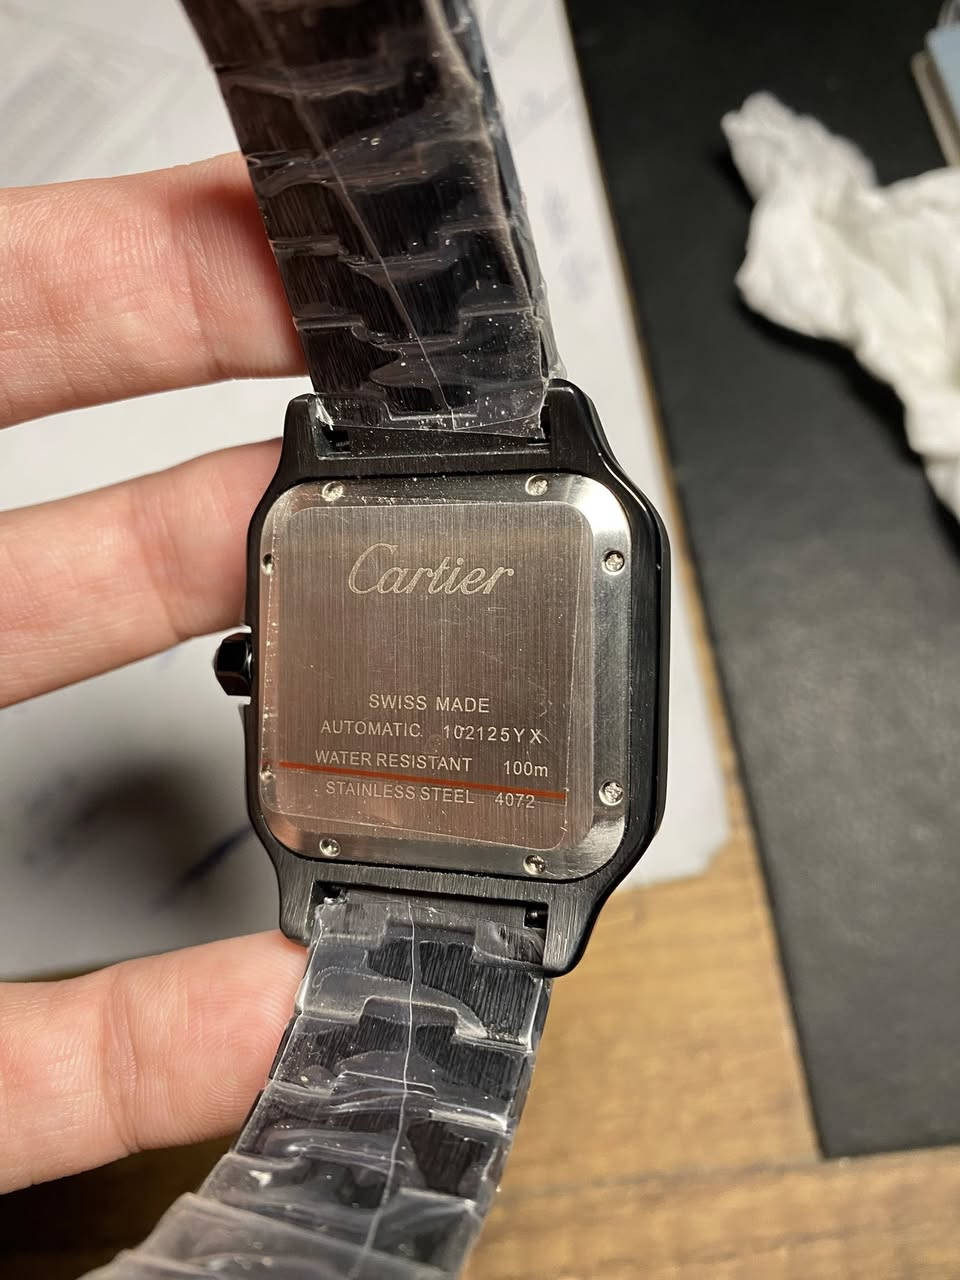 Cartier
SWISS MADE
AUTOMATIC. 102125YX
WATER RESISTANT 100m
STAINLESS STEEL 4072